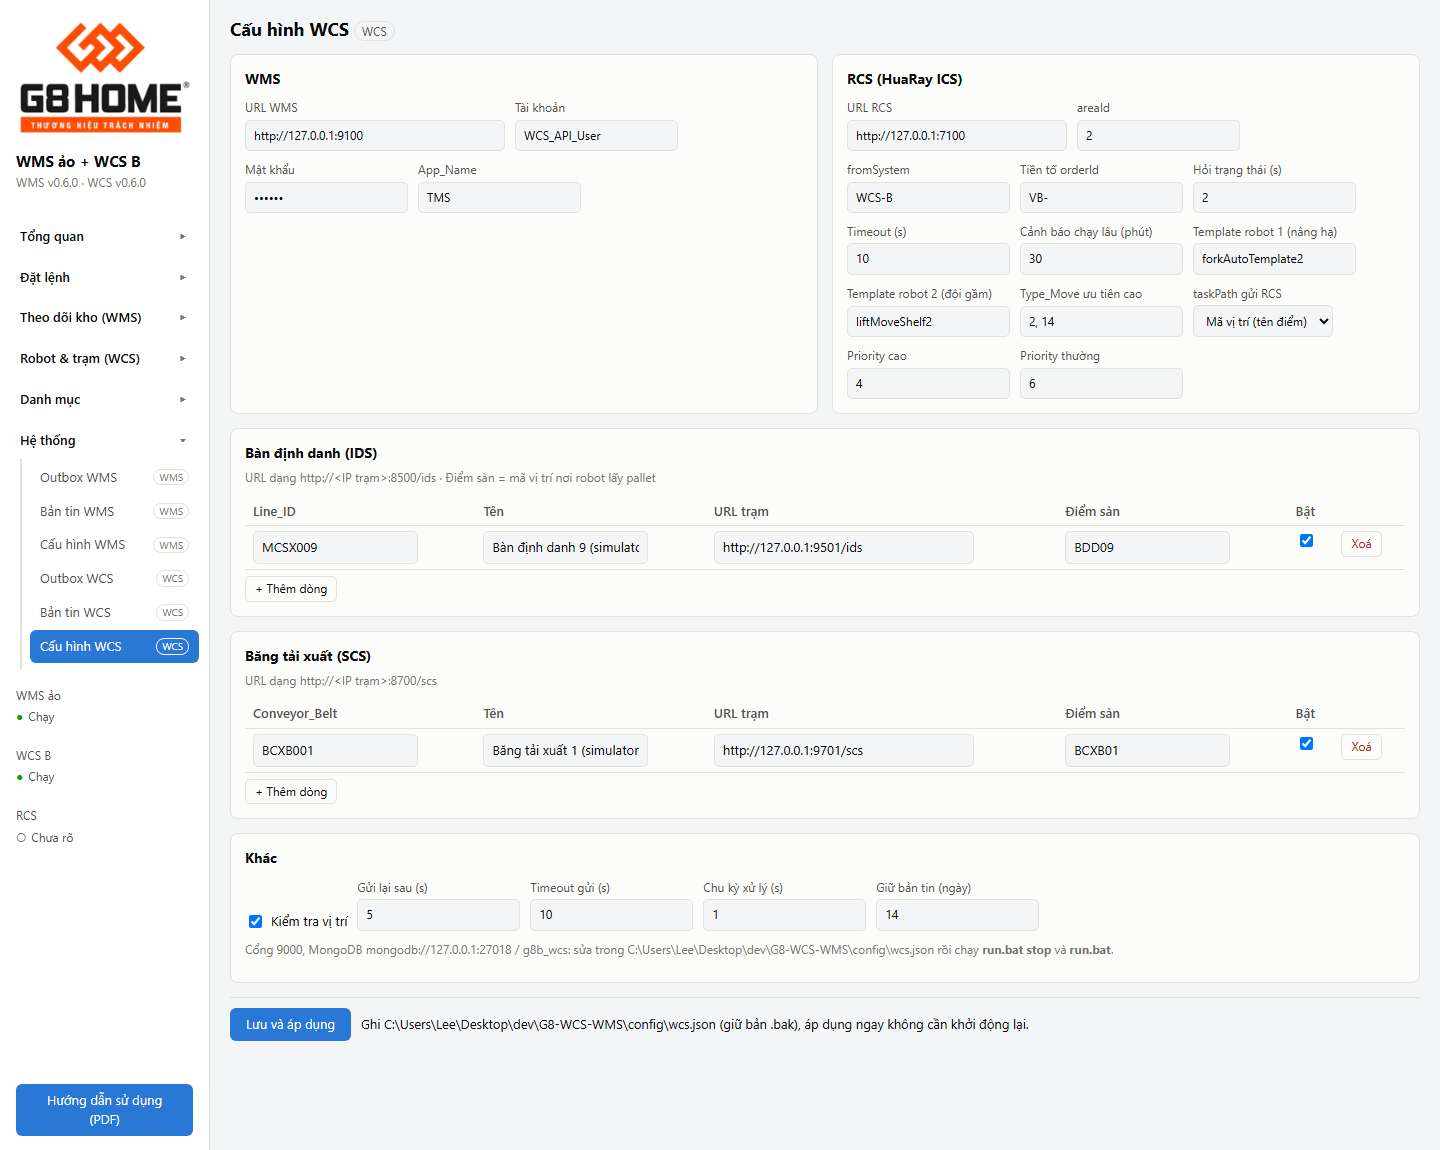 G8 HOME®
THƯƠNG HIỆU TRÁCH NHIỆM
WMS ảo + WCS B
WMS v0.6.0 · WCS v0.6.0
Tổng quan
Đặt lệnh
Theo dõi kho (WMS)
Robot & trạm (WCS)
Danh mục
Hệ thống
Outbox WMS WMS
Bản tin WMS WMS
Cấu hình WMS WMS
Outbox WCS WCS
Bản tin WCS WCS
Cấu hình WCS WCS
WMS ảo
Chạy
WCS B
Chạy
RCS
Chưa rõ
Hướng dẫn sử dụng
(PDF)
Cấu hình WCS WCS
WMS
URL WMS Tài khoản
http://127.0.0.1:9100 WCS_API_User
Mật khẩu App_Name
•••••• TMS
RCS (HuaRay ICS)
URL RCS areaId
http://127.0.0.1:7100 2
fromSystem Tiền tố orderId Hỏi trạng thái (s)
WCS-B VB- 2
Timeout (s) Cảnh báo chạy lâu (phút) Template robot 1 (nâng hạ)
10 30 forkAutoTemplate2
Template robot 2 (đội gầm) Type_Move ưu tiên cao taskPath gửi RCS
liftMoveShelf2 2, 14 Mã vị trí (tên điểm)
Priority cao Priority thường
4 6
Bàn định danh (IDS)
URL dạng http://<IP trạm>:8500/ids · Điểm sàn = mã vị trí nơi robot lấy pallet
Line_ID Tên URL trạm Điểm sàn Bật
MCSX009 Bàn định danh 9 (simulatc http://127.0.0.1:9501/ids BDD09 Xoá
+ Thêm dòng
Băng tải xuất (SCS)
URL dạng http://<IP trạm>:8700/scs
Conveyor_Belt Tên URL trạm Điểm sàn Bật
BCXB001 Băng tải xuất 1 (simulator http://127.0.0.1:9701/scs BCXB01 Xoá
+ Thêm dòng
Khác
Gửi lại sau (s) Timeout gửi (s) Chu kỳ xử lý (s) Giữ bản tin (ngày)
Kiểm tra vị trí 5 10 1 14
Cổng 9000, MongoDB mongodb://127.0.0.1:27018 / g8b_wcs: sửa trong C:\Users\Lee\Desktop\dev\G8-WCS-WMS\config\wcs.json rồi chạy run.bat stop và run.bat.
Lưu và áp dụng Ghi C:\Users\Lee\Desktop\dev\G8-WCS-WMS\config\wcs.json (giữ bản .bak), áp dụng ngay không cần khởi động lại.